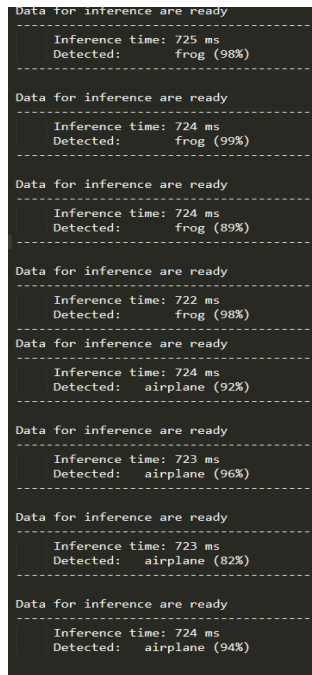 Data for inference are ready
Inference time: 725 ms
Detected: frog (98%)
Data for inference are ready
Inference time: 724 ms
Detected: frog (99%)
Data for inference are ready
Inference time: 724 ms
Detected: frog (89%)
Data for inference are ready
Inference time: 722 ms
Detected: frog (98%)
Data for inference are ready
Inference time: 724 ms
Detected: airplane (92%)
Data for inference are ready
Inference time: 723 ms
Detected: airplane (96%)
Data for inference are ready
Inference time: 723 ms
Detected: airplane (82%)
Data for inference are ready
Inference time: 724 ms
Detected: airplane (94%)